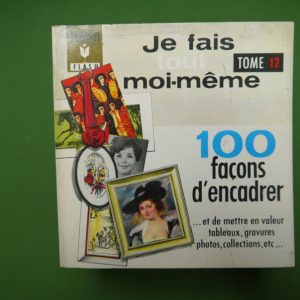 FLASH
Je fais
tout
TOME 12
moi-même
100
façons
d'encadrer
...et de mettre en valeur
tableaux, gravures
photos, collections, etc...